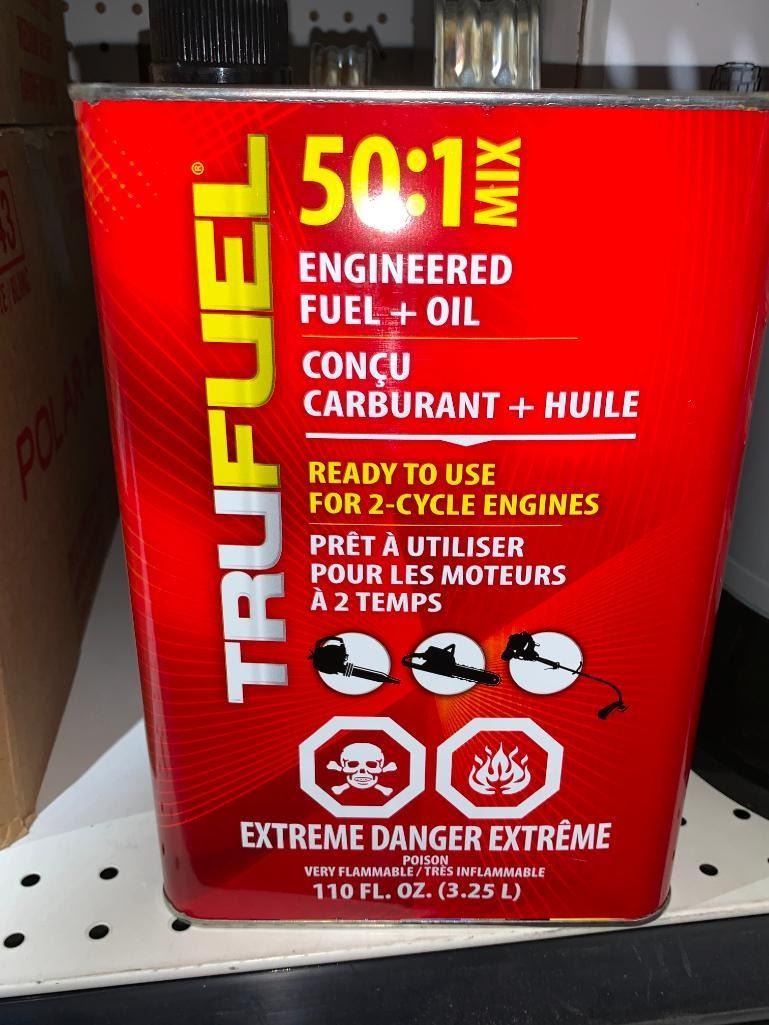 TRUFUEL®
50:1 MIX
ENGINEERED
FUEL + OIL
CONÇU
CARBURANT + HUILE
READY TO USE
FOR 2-CYCLE ENGINES
PRÊT À UTILISER
POUR LES MOTEURS
À 2 TEMPS
EXTREME DANGER EXTRÊME
POISON
VERY FLAMMABLE / TRÈS INFLAMMABLE
110 FL. OZ. (3.25 L)
POLAR